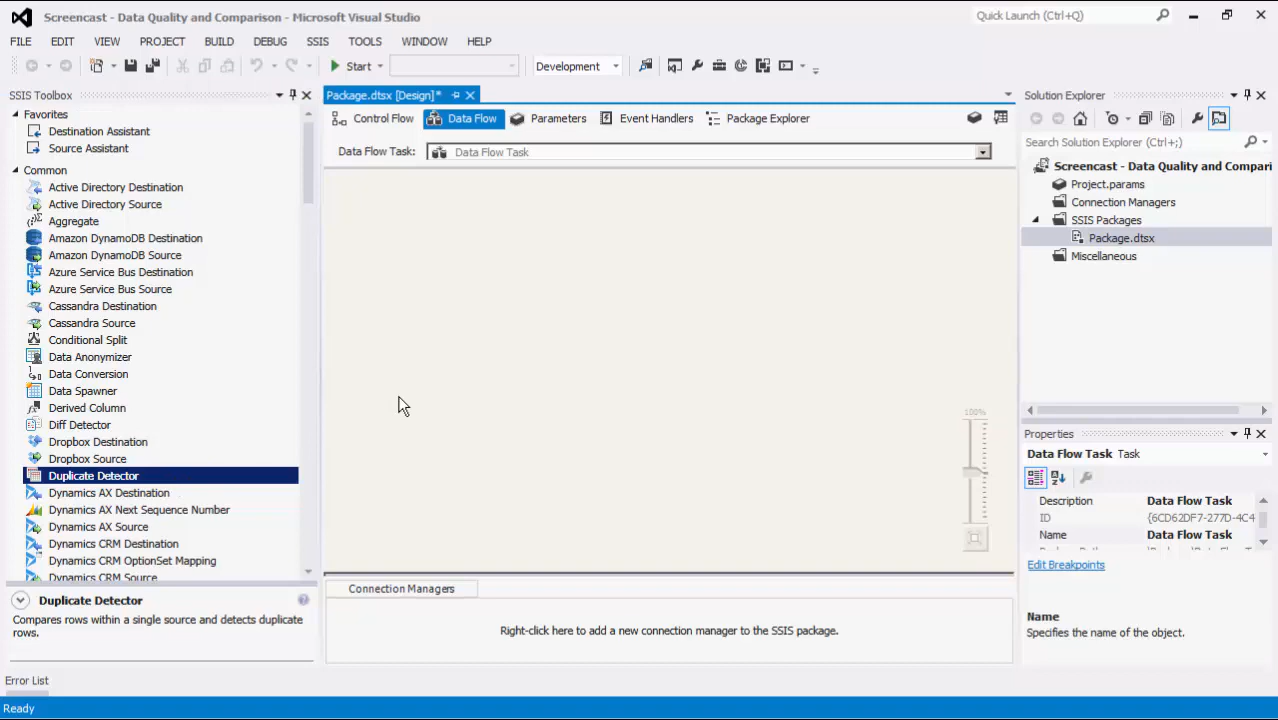 Screencast - Data Quality and Comparison - Microsoft Visual Studio
Quick Launch (Ctrl+Q)
FILE EDIT VIEW PROJECT BUILD DEBUG SSIS TOOLS WINDOW HELP
Start Development
SSIS Toolbox
Favorites
Destination Assistant
Source Assistant
Common
Active Directory Destination
Active Directory Source
Aggregate
Amazon DynamoDB Destination
Amazon DynamoDB Source
Azure Service Bus Destination
Azure Service Bus Source
Cassandra Destination
Cassandra Source
Conditional Split
Data Anonymizer
Data Conversion
Data Spawner
Derived Column
Diff Detector
Dropbox Destination
Dropbox Source
Duplicate Detector
Dynamics AX Destination
Dynamics AX Next Sequence Number
Dynamics AX Source
Dynamics CRM Destination
Dynamics CRM OptionSet Mapping
Dynamics CRM Source
Duplicate Detector
Compares rows within a single source and detects duplicate
rows.
Package.dtsx [Design]*
Control Flow Data Flow Parameters Event Handlers Package Explorer
Data Flow Task: Data Flow Task
100%
Connection Managers
Right-click here to add a new connection manager to the SSIS package.
Solution Explorer
Search Solution Explorer (Ctrl+;)
Screencast - Data Quality and Compari
Project.params
Connection Managers
SSIS Packages
Package.dtsx
Miscellaneous
Properties
Data Flow Task Task
Description Data Flow Task
ID {6CD62DF7-277D-4C4
Name Data Flow Task
Edit Breakpoints
Name
Specifies the name of the object.
Error List
Ready